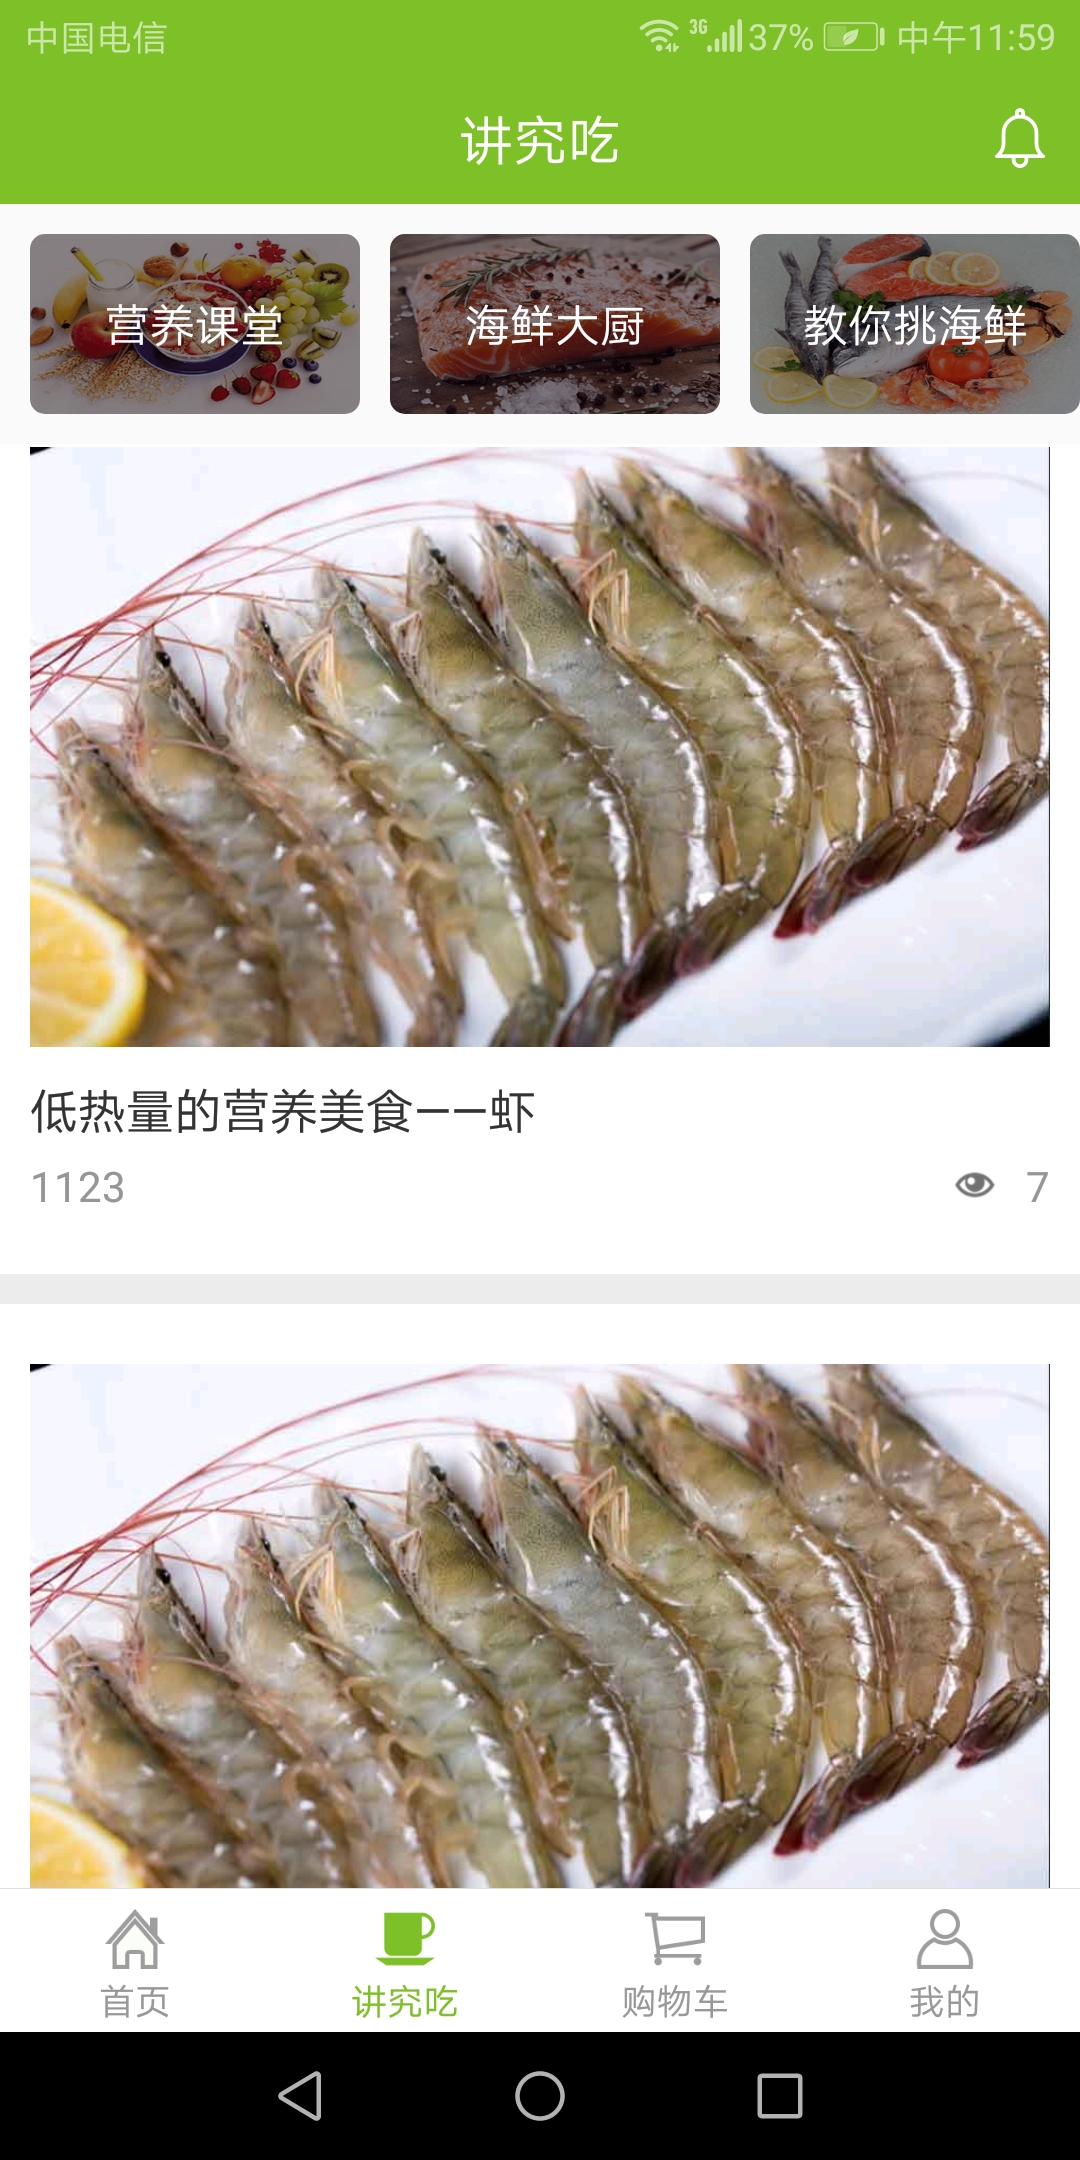 中国电信 3G 37% 中午11:59
讲究吃
营养课堂 海鲜大厨 教你挑海鲜
低热量的营养美食——虾
1123 7
首页 讲究吃 购物车 我的